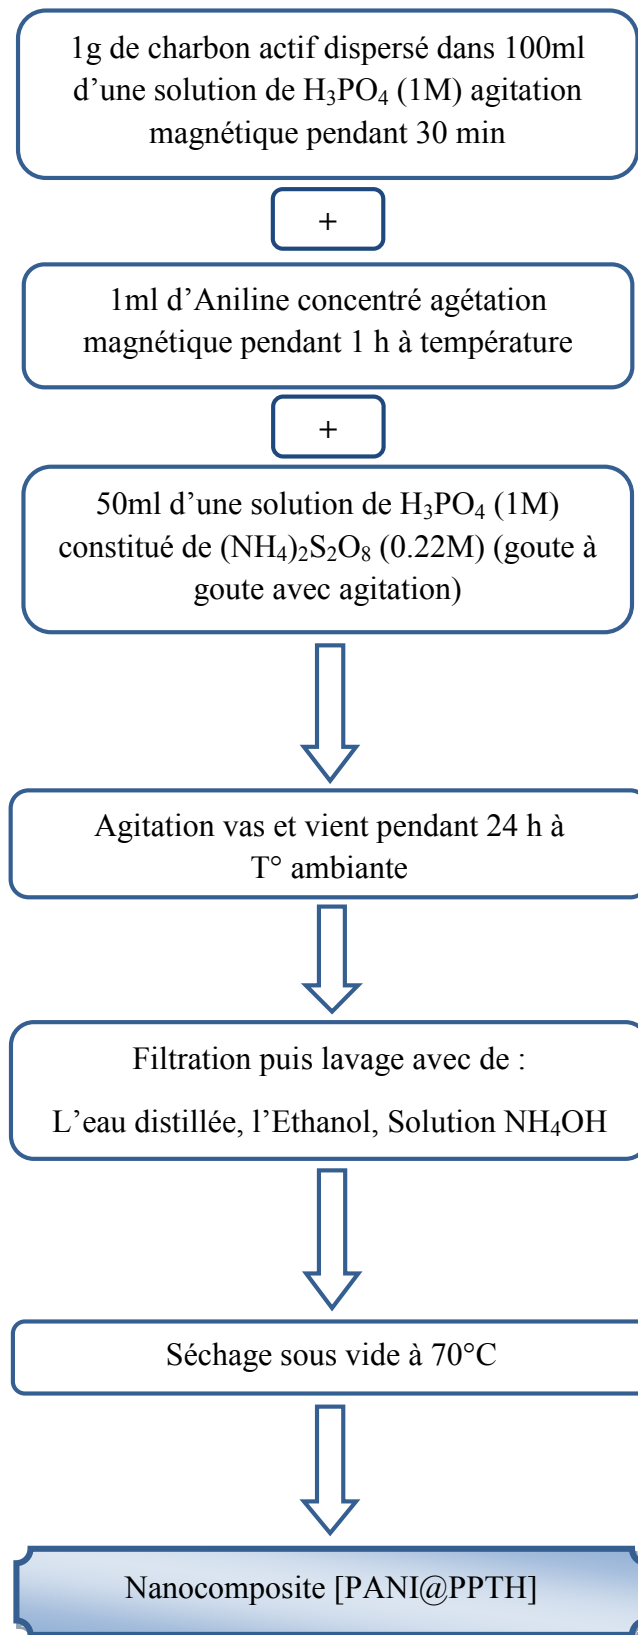 1g de charbon actif dispersé dans 100ml
d’une solution de H₃PO₄ (1M) agitation
magnétique pendant 30 min
+
1ml d’Aniline concentré agétation
magnétique pendant 1 h à température
+
50ml d’une solution de H₃PO₄ (1M)
constitué de (NH₄)₂S₂O₈ (0.22M) (goute à
goute avec agitation)
Agitation vas et vient pendant 24 h à
T° ambiante
Filtration puis lavage avec de :
L’eau distillée, l’Ethanol, Solution NH₄OH
Séchage sous vide à 70°C
Nanocomposite [PANI@PPTH]